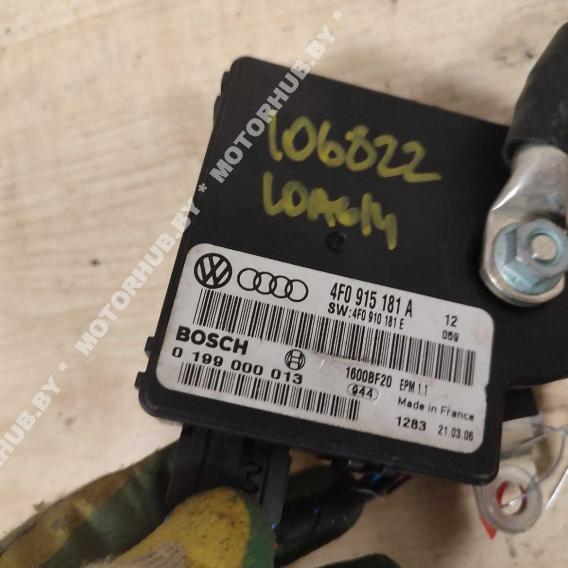 106822
LOA614
4F0 915 181 A
SW:4F0 910 181 E
12
059
BOSCH
0 199 000 013
16008F20 EPM 1.1
944
Made in France
1283 21.03.06
MOTORHUB.BY * MOTORHUB.BY * MOTORHUB.BY